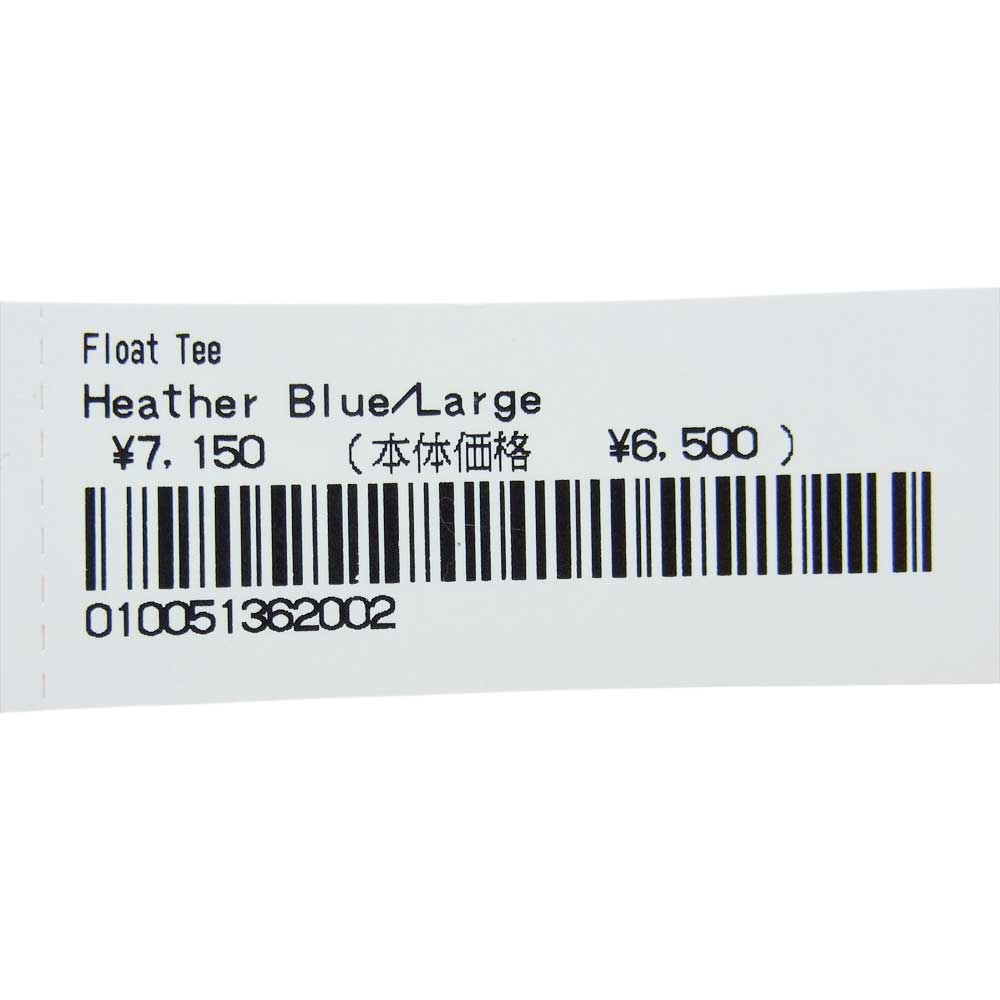 Float Tee
Heather Blue/Large
¥7,150 (本体価格 ¥6,500)
010051362002